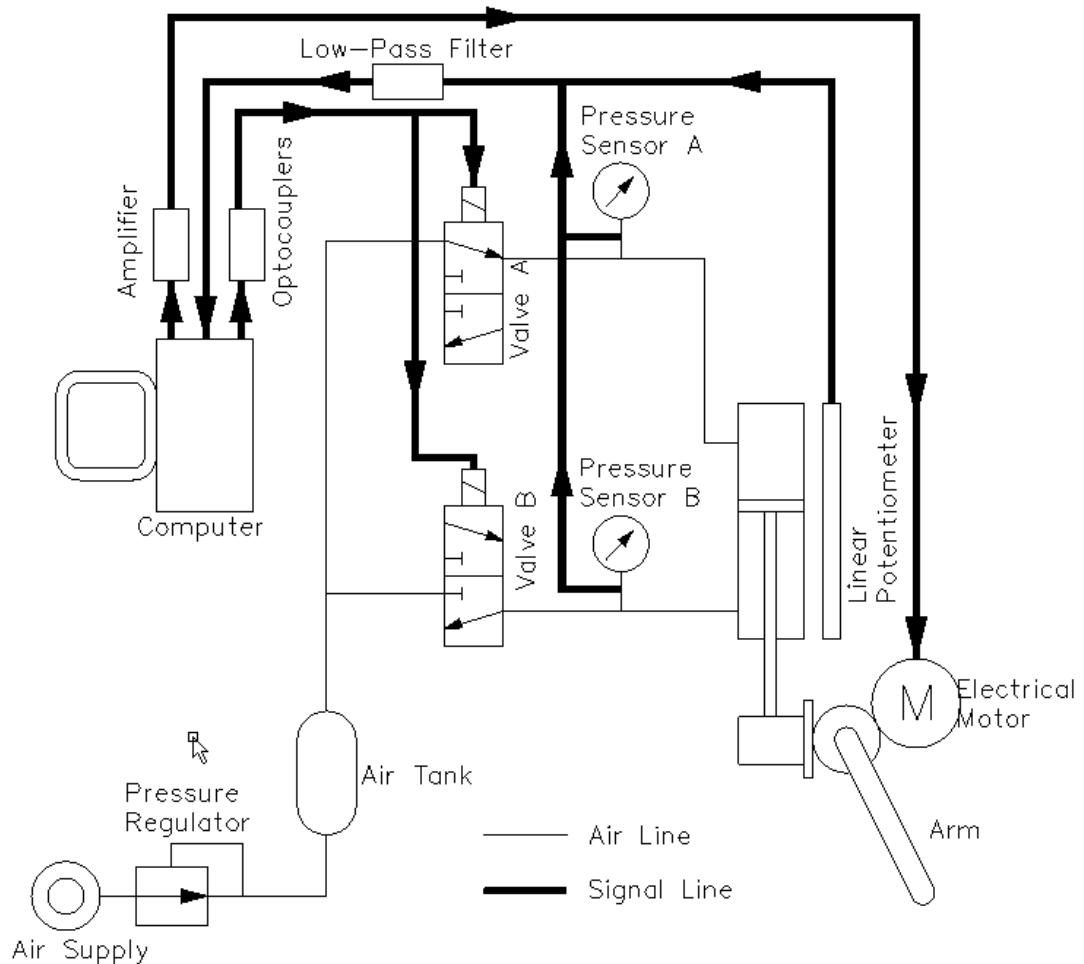 Low-Pass Filter
Pressure
Sensor A
Amplifier
Optocouplers
Valve A
Computer
Valve B
Pressure
Sensor B
Linear
Potentiometer
M
Electrical
Motor
Air Tank
Pressure
Regulator
Air Line
Arm
Signal Line
Air Supply